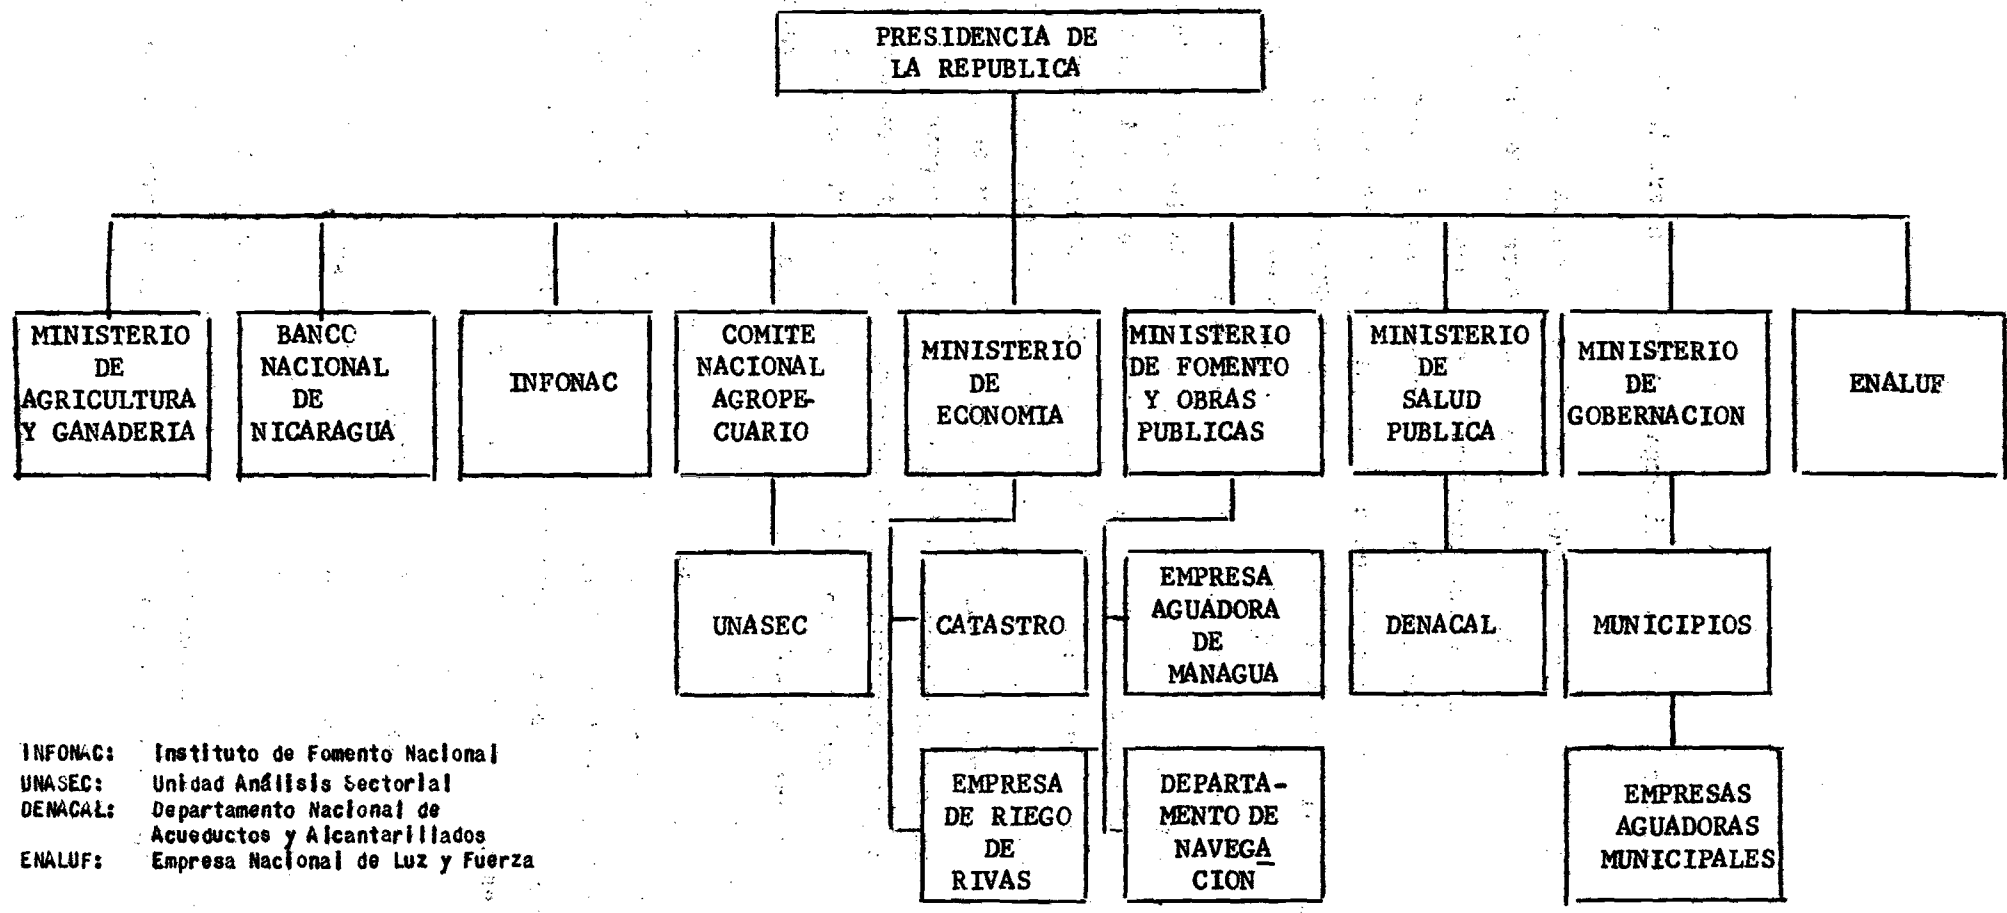 PRESIDENCIA DE
LA REPUBLICA
MINISTERIO
DE
AGRICULTURA
Y GANADERIA
BANCO
NACIONAL
DE
NICARAGUA
INFONAC
COMITE
NACIONAL
AGROPE-
CUARIO
MINISTERIO
DE
ECONOMIA
MINISTERIO
DE FOMENTO
Y OBRAS
PUBLICAS
MINISTERIO
DE
SALUD
PUBLICA
MINISTERIO
DE
GOBERNACION
ENALUF
UNASEC
CATASTRO
EMPRESA
AGUADORA
DE
MANAGUA
DENACAL
MUNICIPIOS
EMPRESA
DE RIEGO
DE
RIVAS
DEPARTA-
MENTO DE
NAVEGA
CION
EMPRESAS
AGUADORAS
MUNICIPALES
INFONAC: Instituto de Fomento Nacional
UNASEC: Unidad Análisis Sectorial
DENACAL: Departamento Nacional de
Acueductos y Alcantarillados
ENALUF: Empresa Nacional de Luz y Fuerza